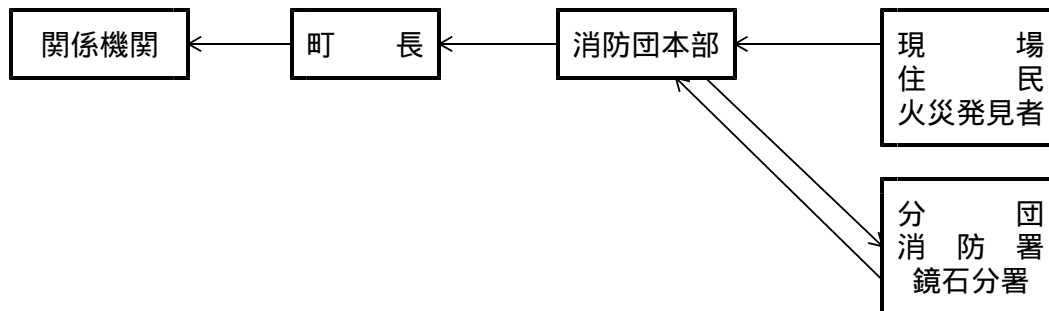 関係機関
町　　長
消防団本部
現　　　場
住　　　民
火災発見者
分　　　団
消　防　署
鏡石分署